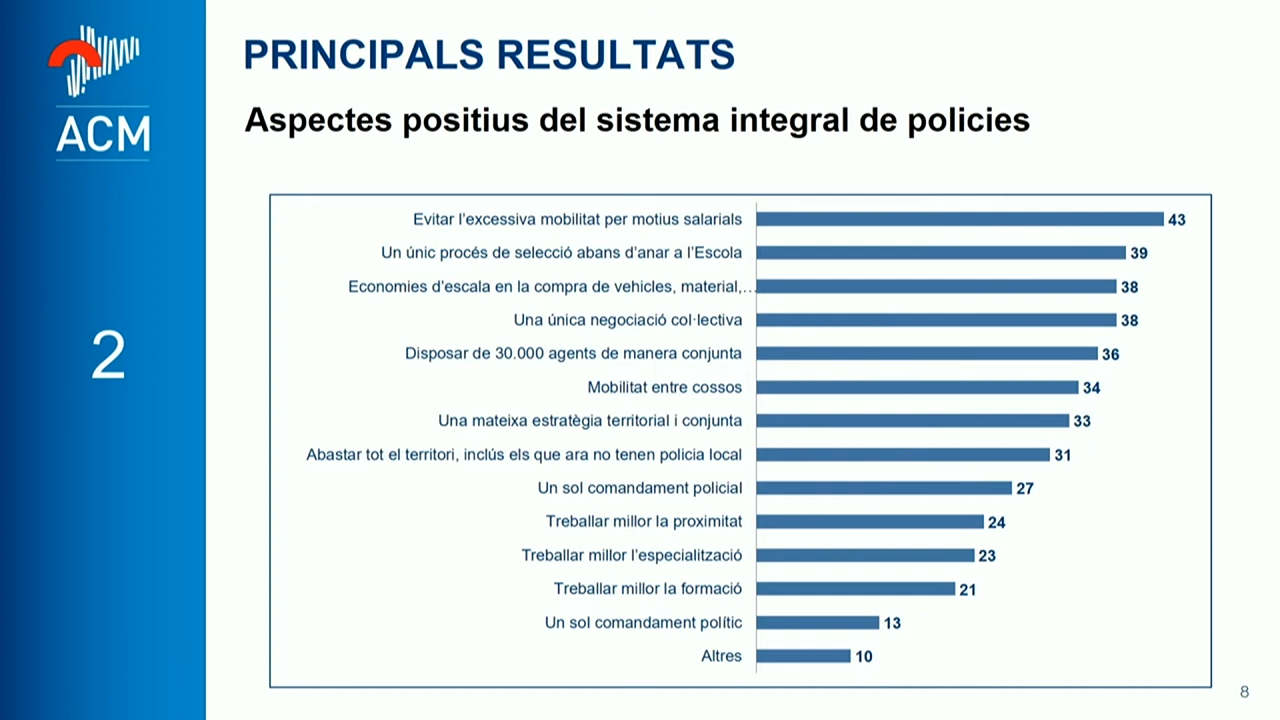 PRINCIPALS RESULTATS
Aspectes positius del sistema integral de policies
ACM
2
Evitar l'excessiva mobilitat per motius salarials 43
Un únic procés de selecció abans d'anar a l'Escola 39
Economies d'escala en la compra de vehicles, material,... 38
Una única negociació col·lectiva 38
Disposar de 30.000 agents de manera conjunta 36
Mobilitat entre cossos 34
Una mateixa estratègia territorial i conjunta 33
Abastar tot el territori, inclús els que ara no tenen policia local 31
Un sol comandament policial 27
Treballar millor la proximitat 24
Treballar millor l'especialització 23
Treballar millor la formació 21
Un sol comandament polític 13
Altres 10
8